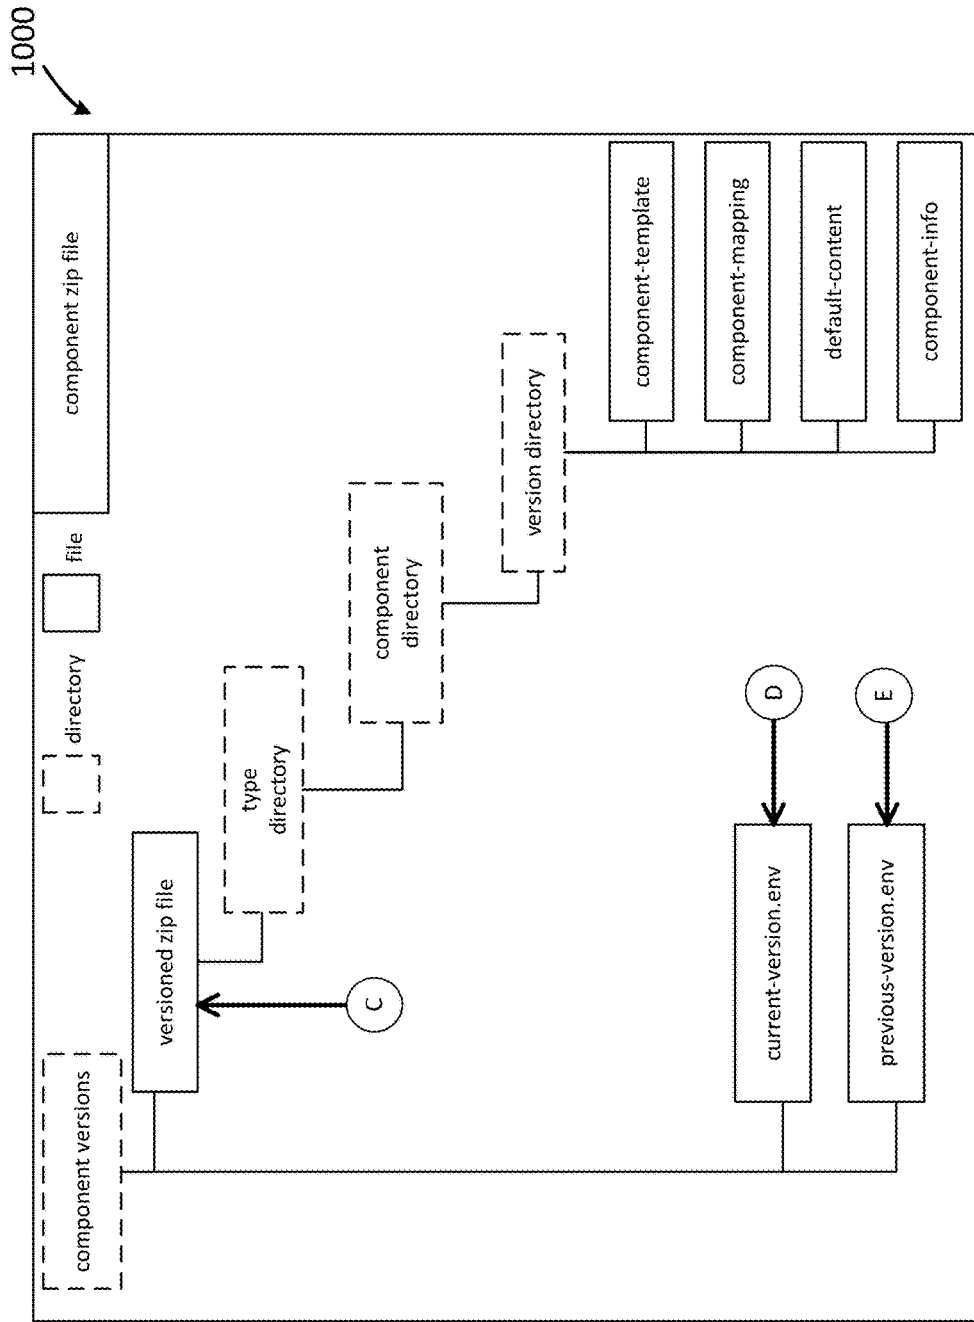 1000
component versions
directory
file
component zip file
versioned zip file
C
type
directory
component
directory
version directory
component-template
component-mapping
default-content
component-info
current-version.env
D
previous-version.env
E